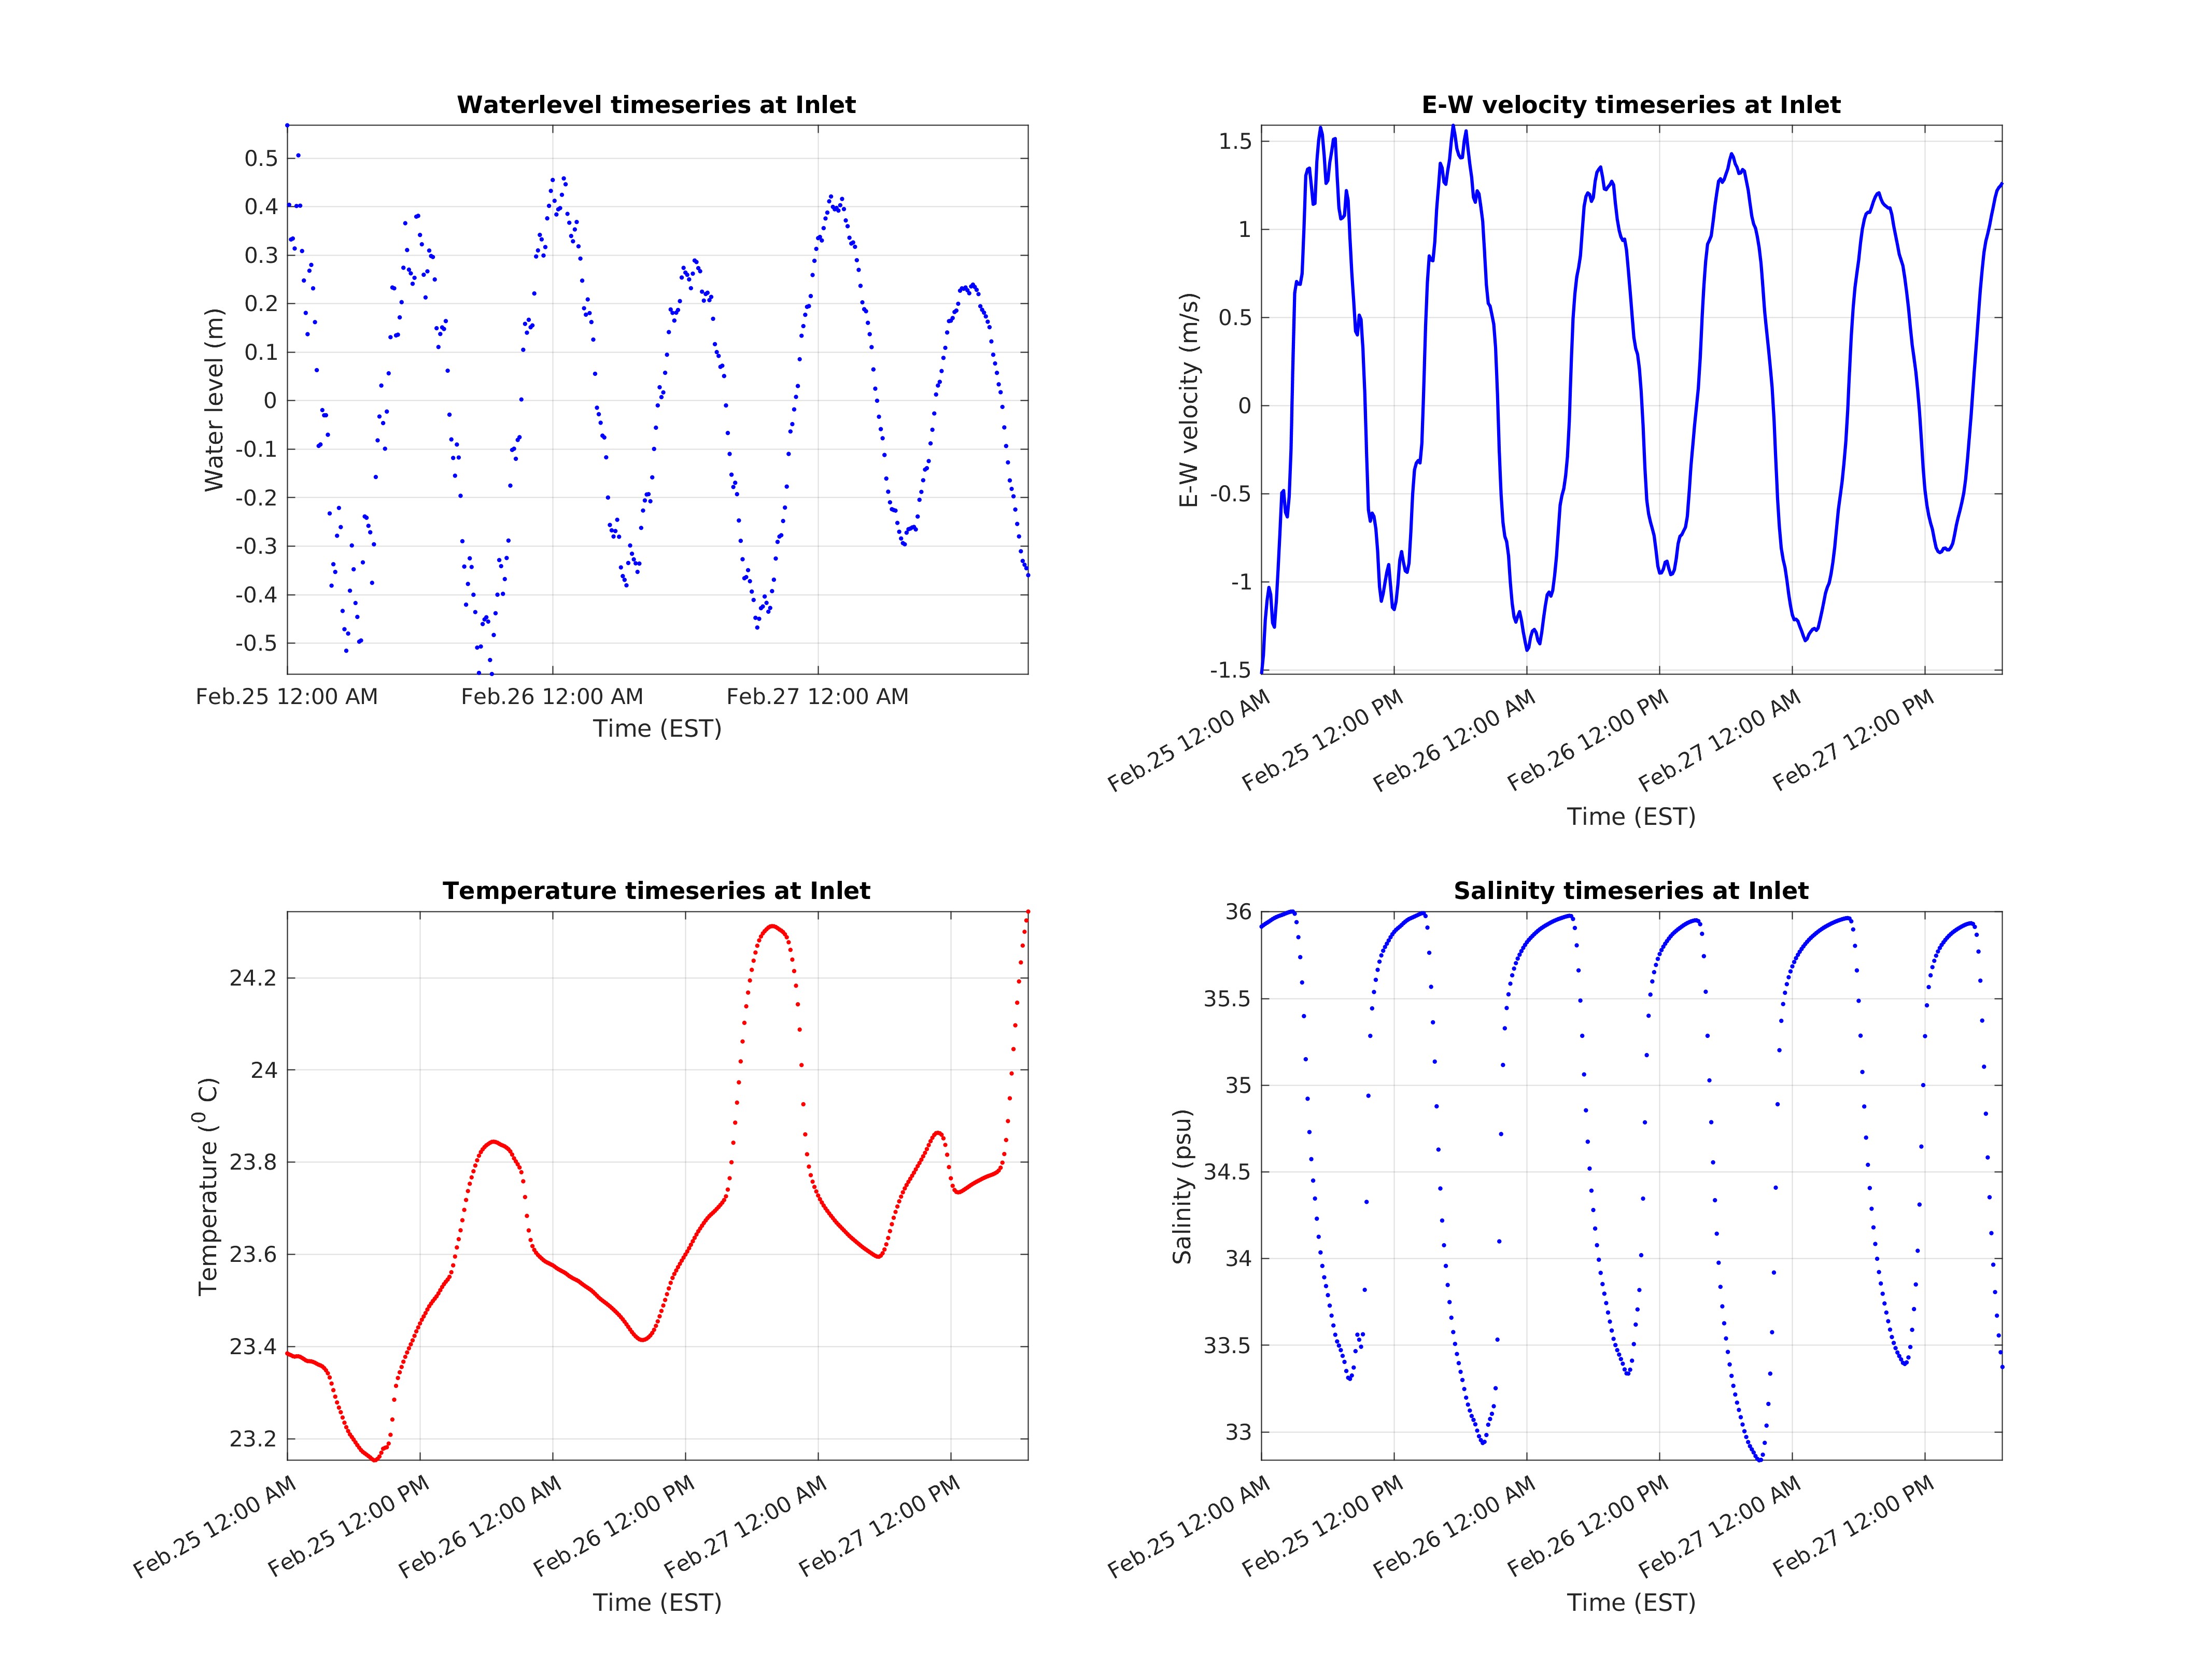 Waterlevel timeseries at Inlet
0.5
0.4
0.3
0.2
0.1
0
-0.1
-0.2
-0.3
-0.4
-0.5
Water level (m)
Feb.25 12:00 AM
Feb.26 12:00 AM
Feb.27 12:00 AM
Time (EST)
E-W velocity timeseries at Inlet
1.5
1
0.5
0
-0.5
-1
-1.5
E-W velocity (m/s)
Feb.25 12:00 AM
Feb.25 12:00 PM
Feb.26 12:00 AM
Feb.26 12:00 PM
Feb.27 12:00 AM
Feb.27 12:00 PM
Time (EST)
Temperature timeseries at Inlet
24.2
24
23.8
23.6
23.4
23.2
Temperature (⁰ C)
Feb.25 12:00 AM
Feb.25 12:00 PM
Feb.26 12:00 AM
Feb.26 12:00 PM
Feb.27 12:00 AM
Feb.27 12:00 PM
Time (EST)
Salinity timeseries at Inlet
36
35.5
35
34.5
34
33.5
33
Salinity (psu)
Feb.25 12:00 AM
Feb.25 12:00 PM
Feb.26 12:00 AM
Feb.26 12:00 PM
Feb.27 12:00 AM
Feb.27 12:00 PM
Time (EST)